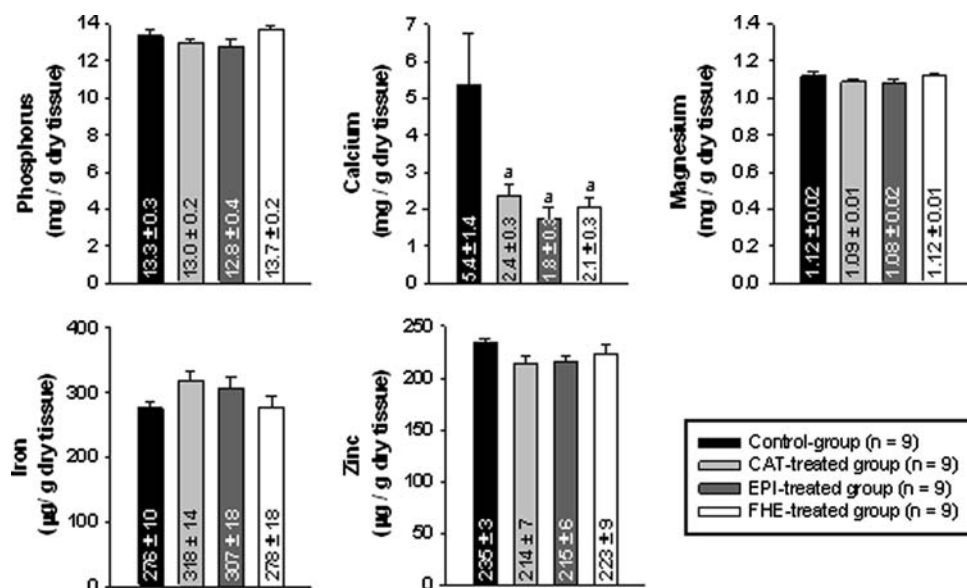 Phosphorus
(mg / g dry tissue)
14
12
10
8
6
4
2
0
13.3 ± 0.3
13.0 ± 0.2
12.8 ± 0.4
13.7 ± 0.2
Calcium
(mg / g dry tissue)
7
6
5
4
3
2
1
0
a
a
a
5.4 ± 1.4
2.4 ± 0.3
1.8 ± 0.3
2.1 ± 0.3
Magnesium
(mg / g dry tissue)
1.4
1.2
1.0
0.8
0.6
0.4
0.2
0.0
1.12 ± 0.02
1.09 ± 0.01
1.08 ± 0.02
1.12 ± 0.01
Iron
(µg/ g dry tissue)
400
300
200
100
0
276 ± 10
318 ± 14
307 ± 18
278 ± 18
Zinc
(µg / g dry tissue)
250
200
150
100
50
0
235 ± 3
214 ± 7
215 ± 6
223 ± 9
Control-group (n = 9)
CAT-treated group (n = 9)
EPI-treated group (n = 9)
FHE-treated group (n = 9)